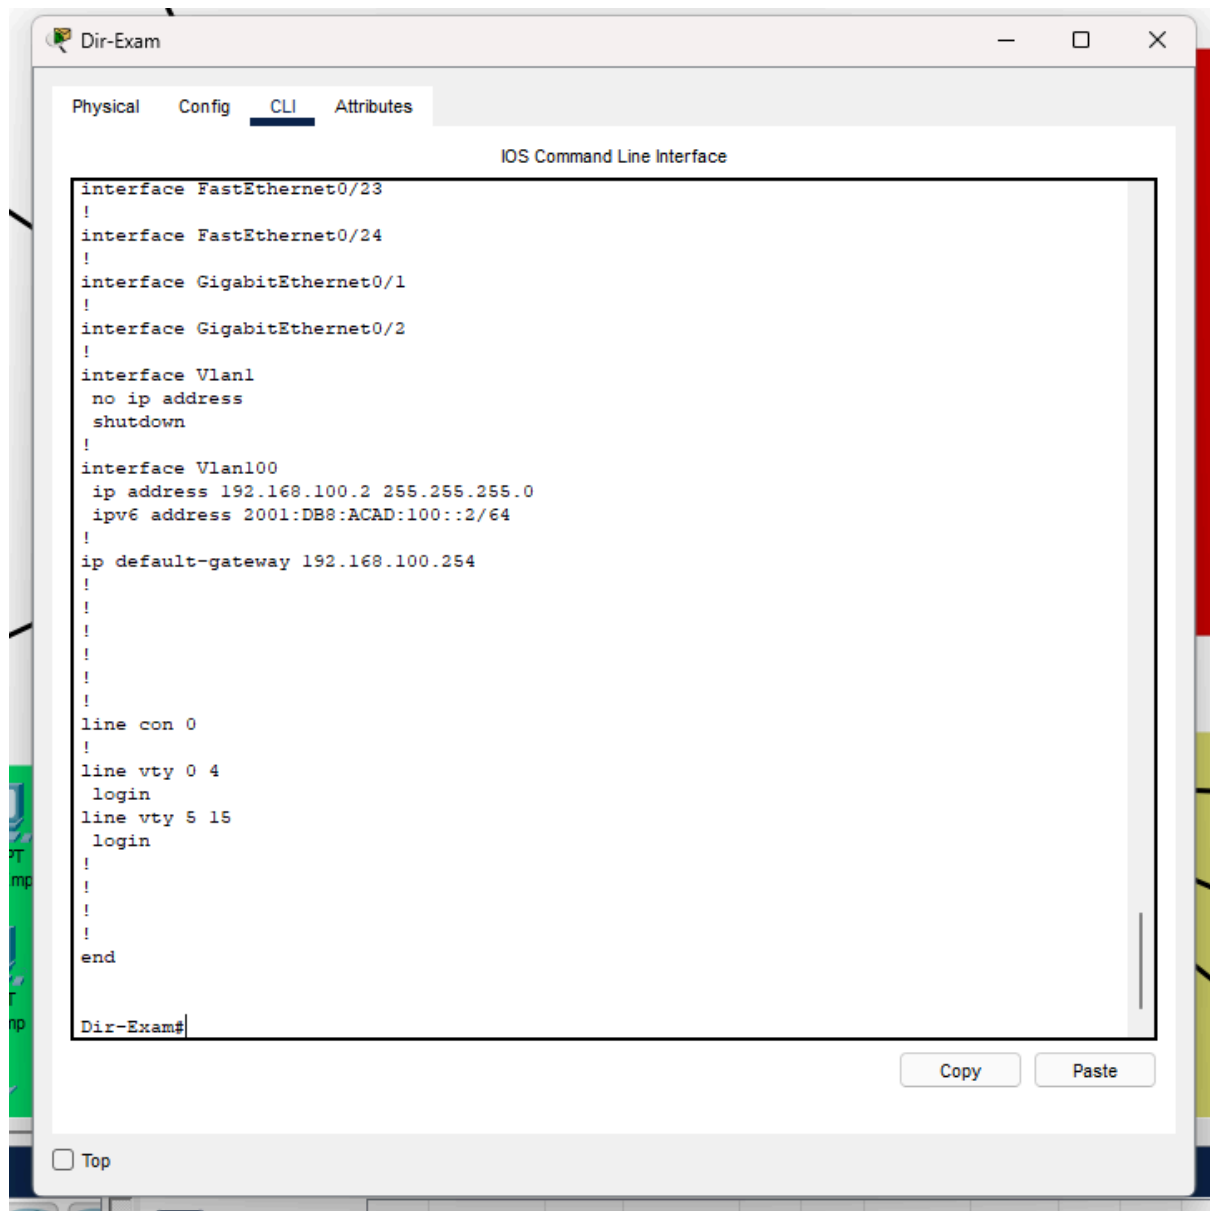 Dir-Exam
Physical Config CLI Attributes
IOS Command Line Interface
interface FastEthernet0/23
!
interface FastEthernet0/24
!
interface GigabitEthernet0/1
!
interface GigabitEthernet0/2
!
interface Vlan1
no ip address
shutdown
!
interface Vlan100
ip address 192.168.100.2 255.255.255.0
ipv6 address 2001:DB8:ACAD:100::2/64
!
ip default-gateway 192.168.100.254
!
!
!
!
!
!
line con 0
!
line vty 0 4
login
line vty 5 15
login
!
!
!
!
end
Dir-Exam#
Copy Paste
Top